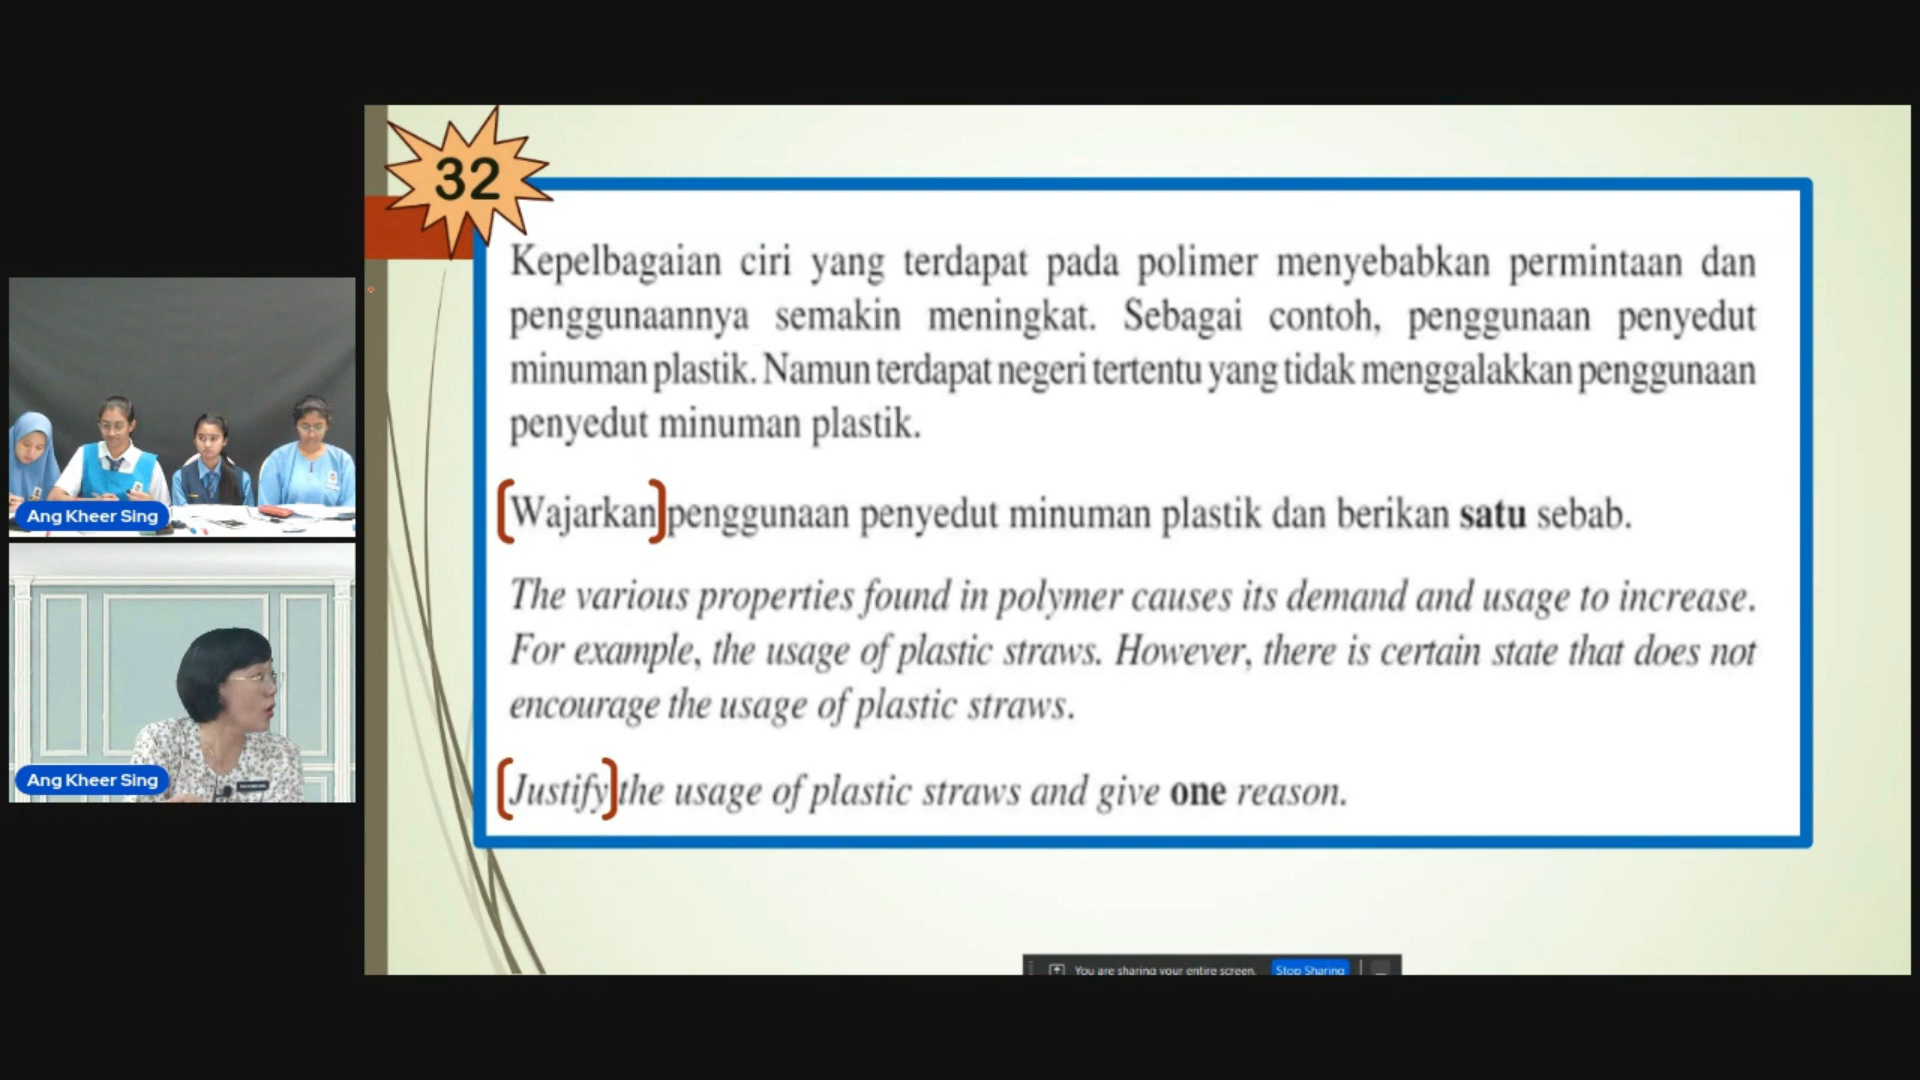 32
Kepelbagaian ciri yang terdapat pada polimer menyebabkan permintaan dan
penggunaannya semakin meningkat. Sebagai contoh, penggunaan penyedut
minuman plastik. Namun terdapat negeri tertentu yang tidak menggalakkan penggunaan
penyedut minuman plastik.
Wajarkan penggunaan penyedut minuman plastik dan berikan satu sebab.
The various properties found in polymer causes its demand and usage to increase.
For example, the usage of plastic straws. However, there is certain state that does not
encourage the usage of plastic straws.
Justify the usage of plastic straws and give one reason.
Ang Kheer Sing
Ang Kheer Sing
You are sharing your entire screen. Stop Sharing